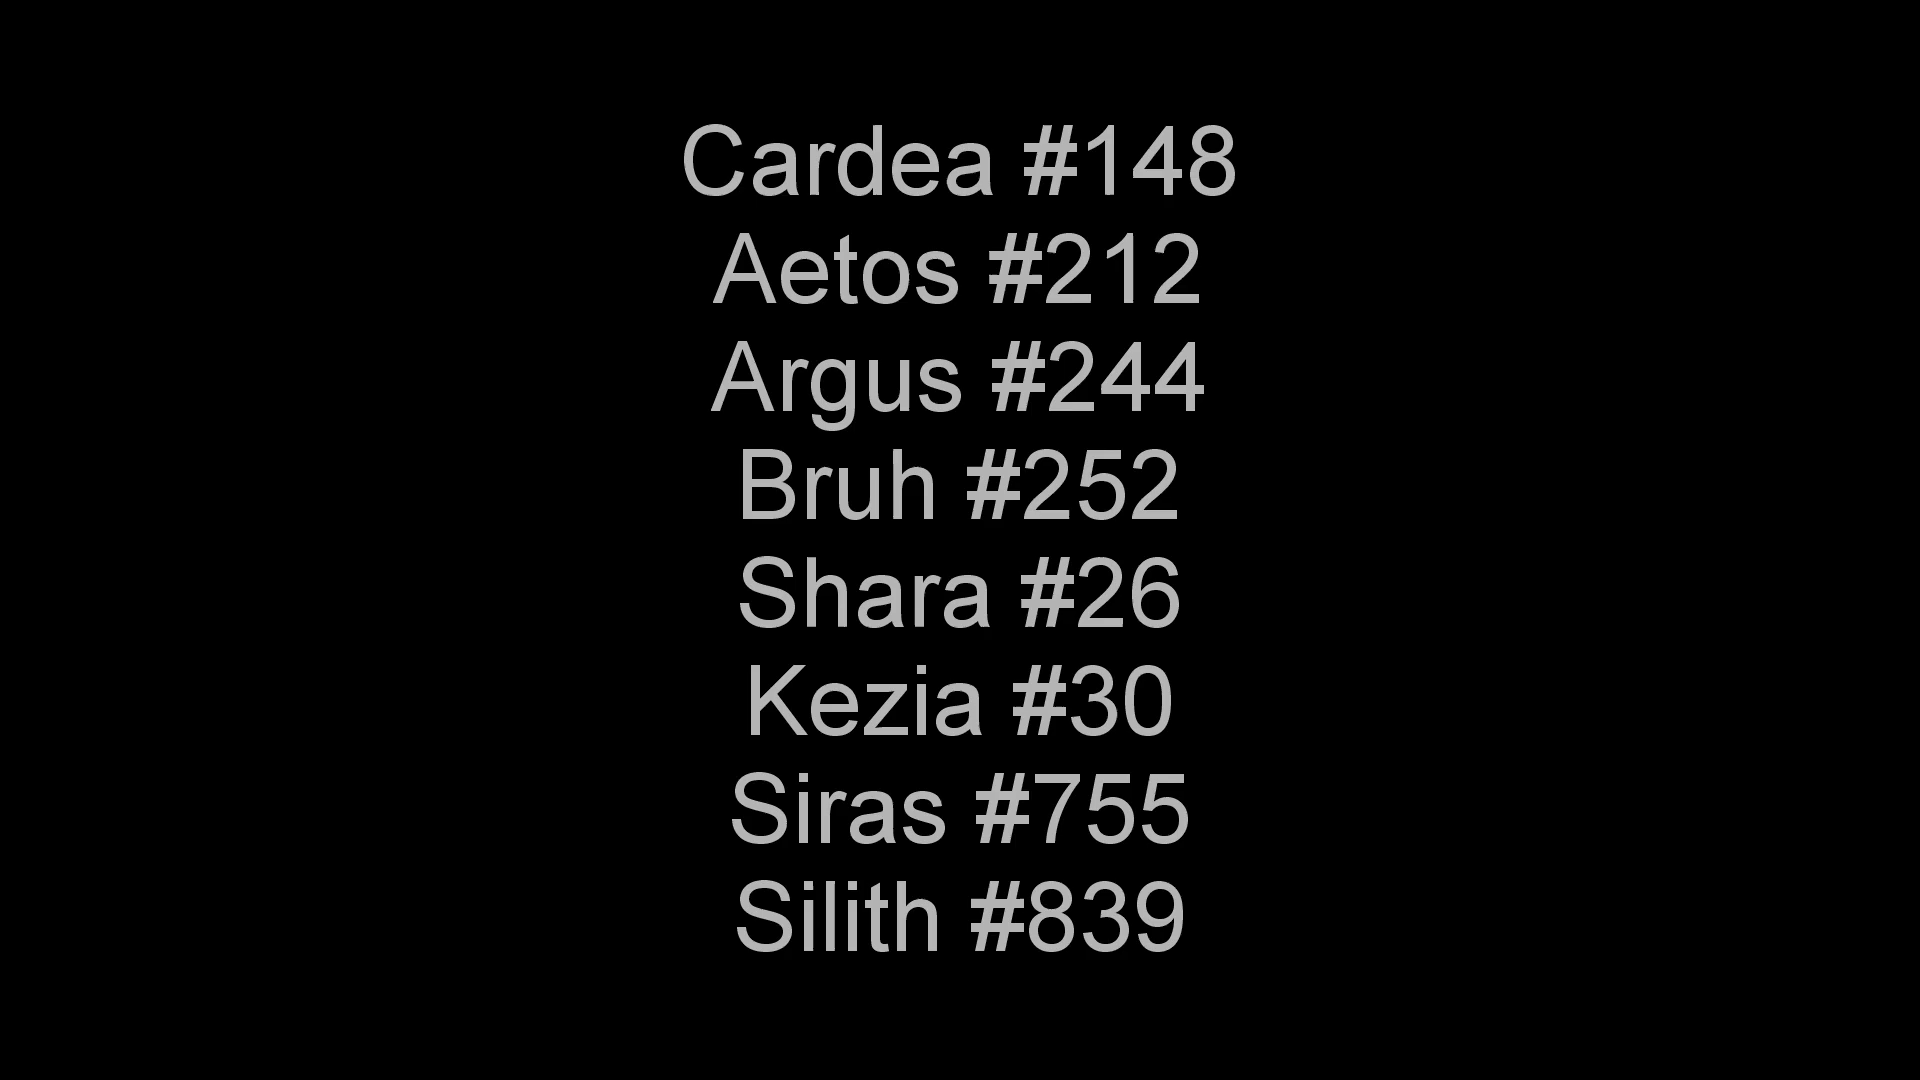 Cardea #148
Aetos #212
Argus #244
Bruh #252
Shara #26
Kezia #30
Siras #755
Silith #839